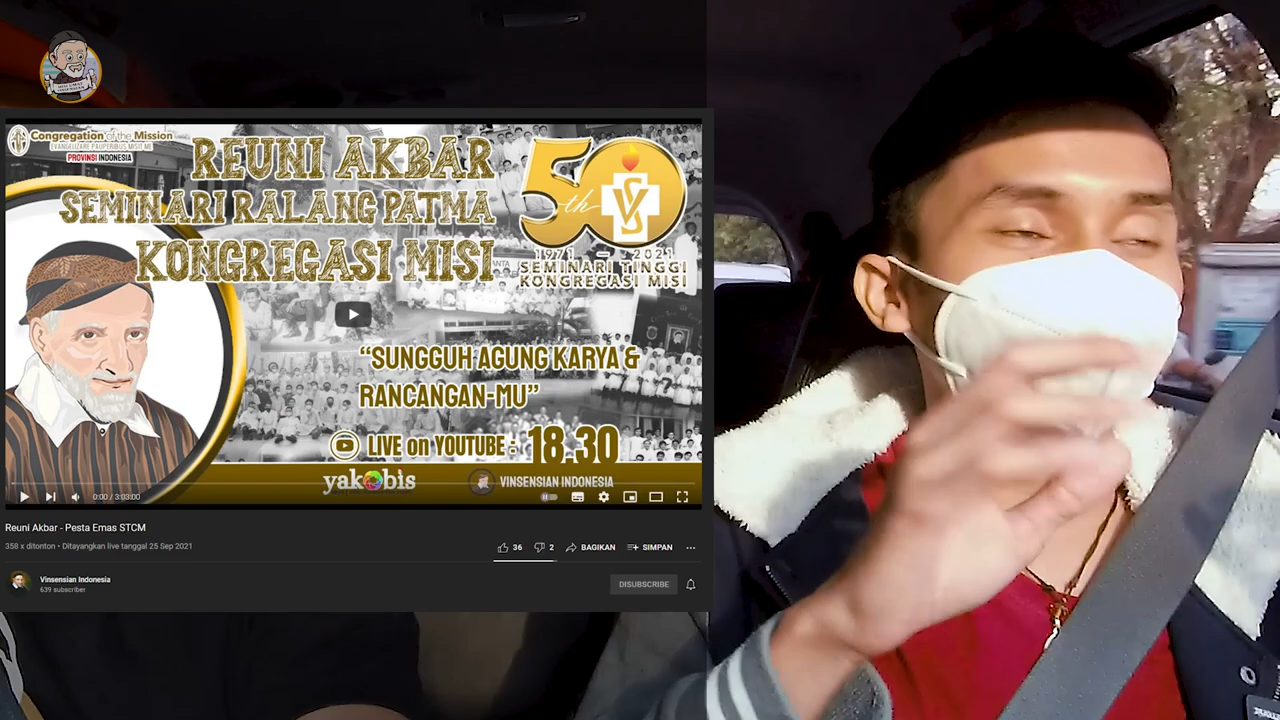 Congregation of the Mission
EVANGELIZARE PAUPERIBUS MISIT ME
PROVINSI INDONESIA
REUNI AKBAR
SEMINARI RALANG PATMA
KONGREGASI MISI
50th
1971 – 2021
SEMINARI TINGGI
KONGREGASI MISI
“SUNGGUH AGUNG KARYA &
RANCANGAN-MU”
LIVE on YOUTUBE : 18.30
yakobis
VINSENSIAN INDONESIA
0:00 / 3:03:00
Reuni Akbar - Pesta Emas STCM
358 x ditonton • Ditayangkan live tanggal 25 Sep 2021
36
2
BAGIKAN
SIMPAN
Vinsensian Indonesia
639 subscriber
DISUBSCRIBE